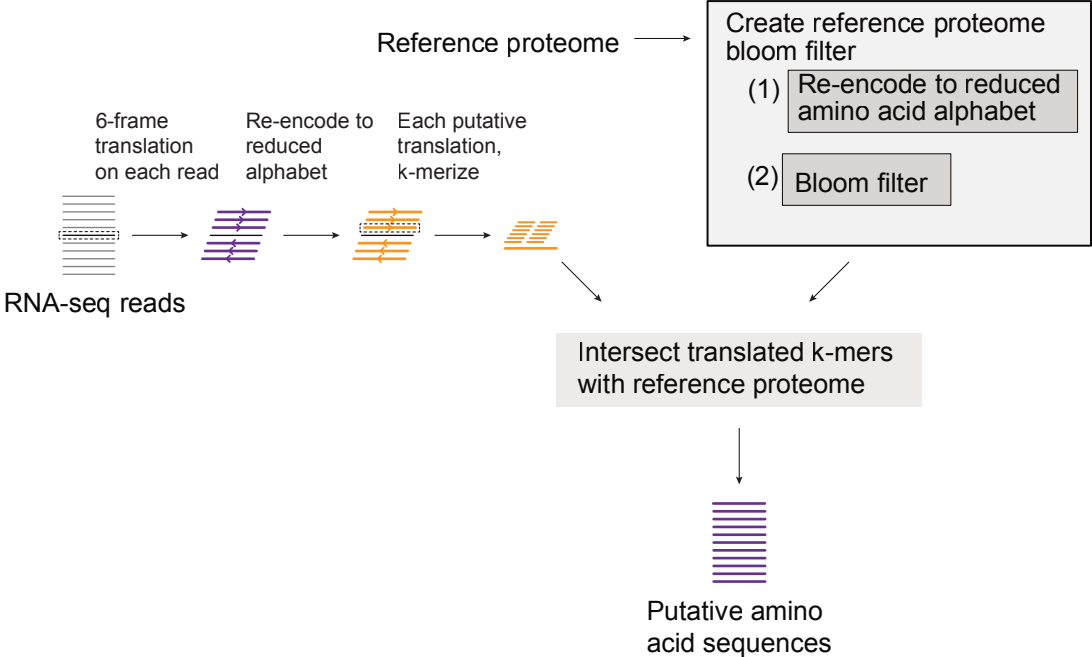 Reference proteome
Create reference proteome
bloom filter
(1) Re-encode to reduced
amino acid alphabet
(2) Bloom filter
6-frame
translation
on each read
Re-encode to
reduced
alphabet
Each putative
translation,
k-merize
RNA-seq reads
Intersect translated k-mers
with reference proteome
Putative amino
acid sequences